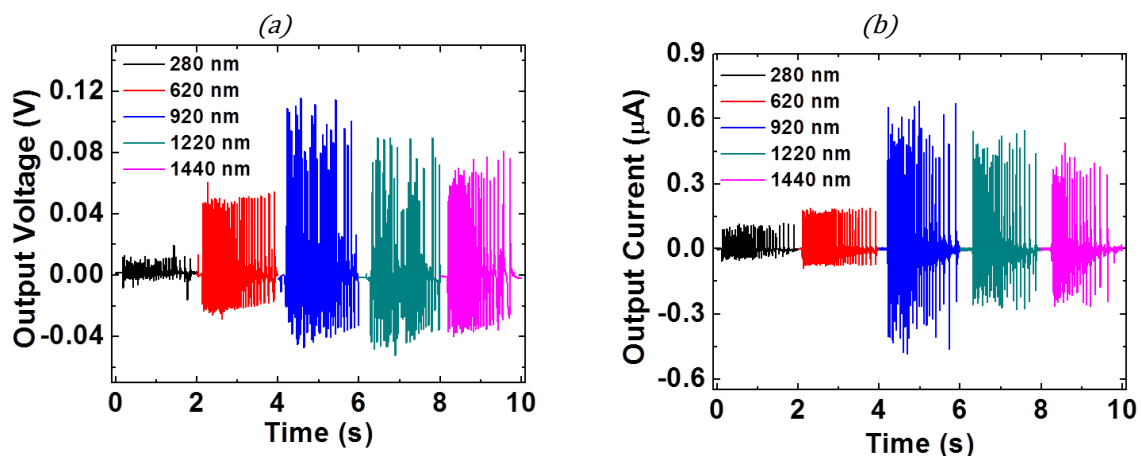 (a)
Output Voltage (V)
0.12
0.08
0.04
0.00
-0.04
280 nm
620 nm
920 nm
1220 nm
1440 nm
0 2 4 6 8 10
Time (s)
(b)
Output Current (μA)
0.9
0.6
0.3
0.0
-0.3
-0.6
280 nm
620 nm
920 nm
1220 nm
1440 nm
0 2 4 6 8 10
Time (s)